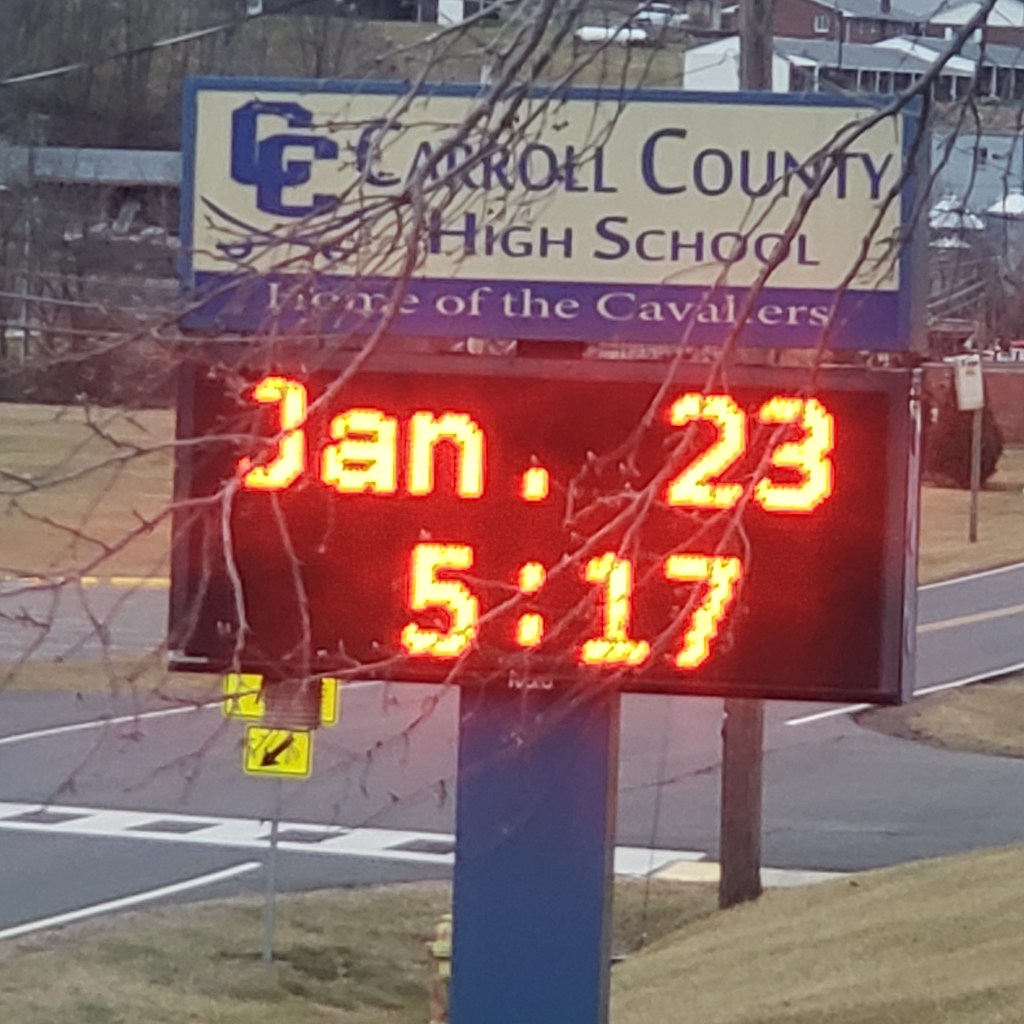 CC CARROLL COUNTY
HIGH SCHOOL
Home of the Cavaliers
Jan. 23
5:17